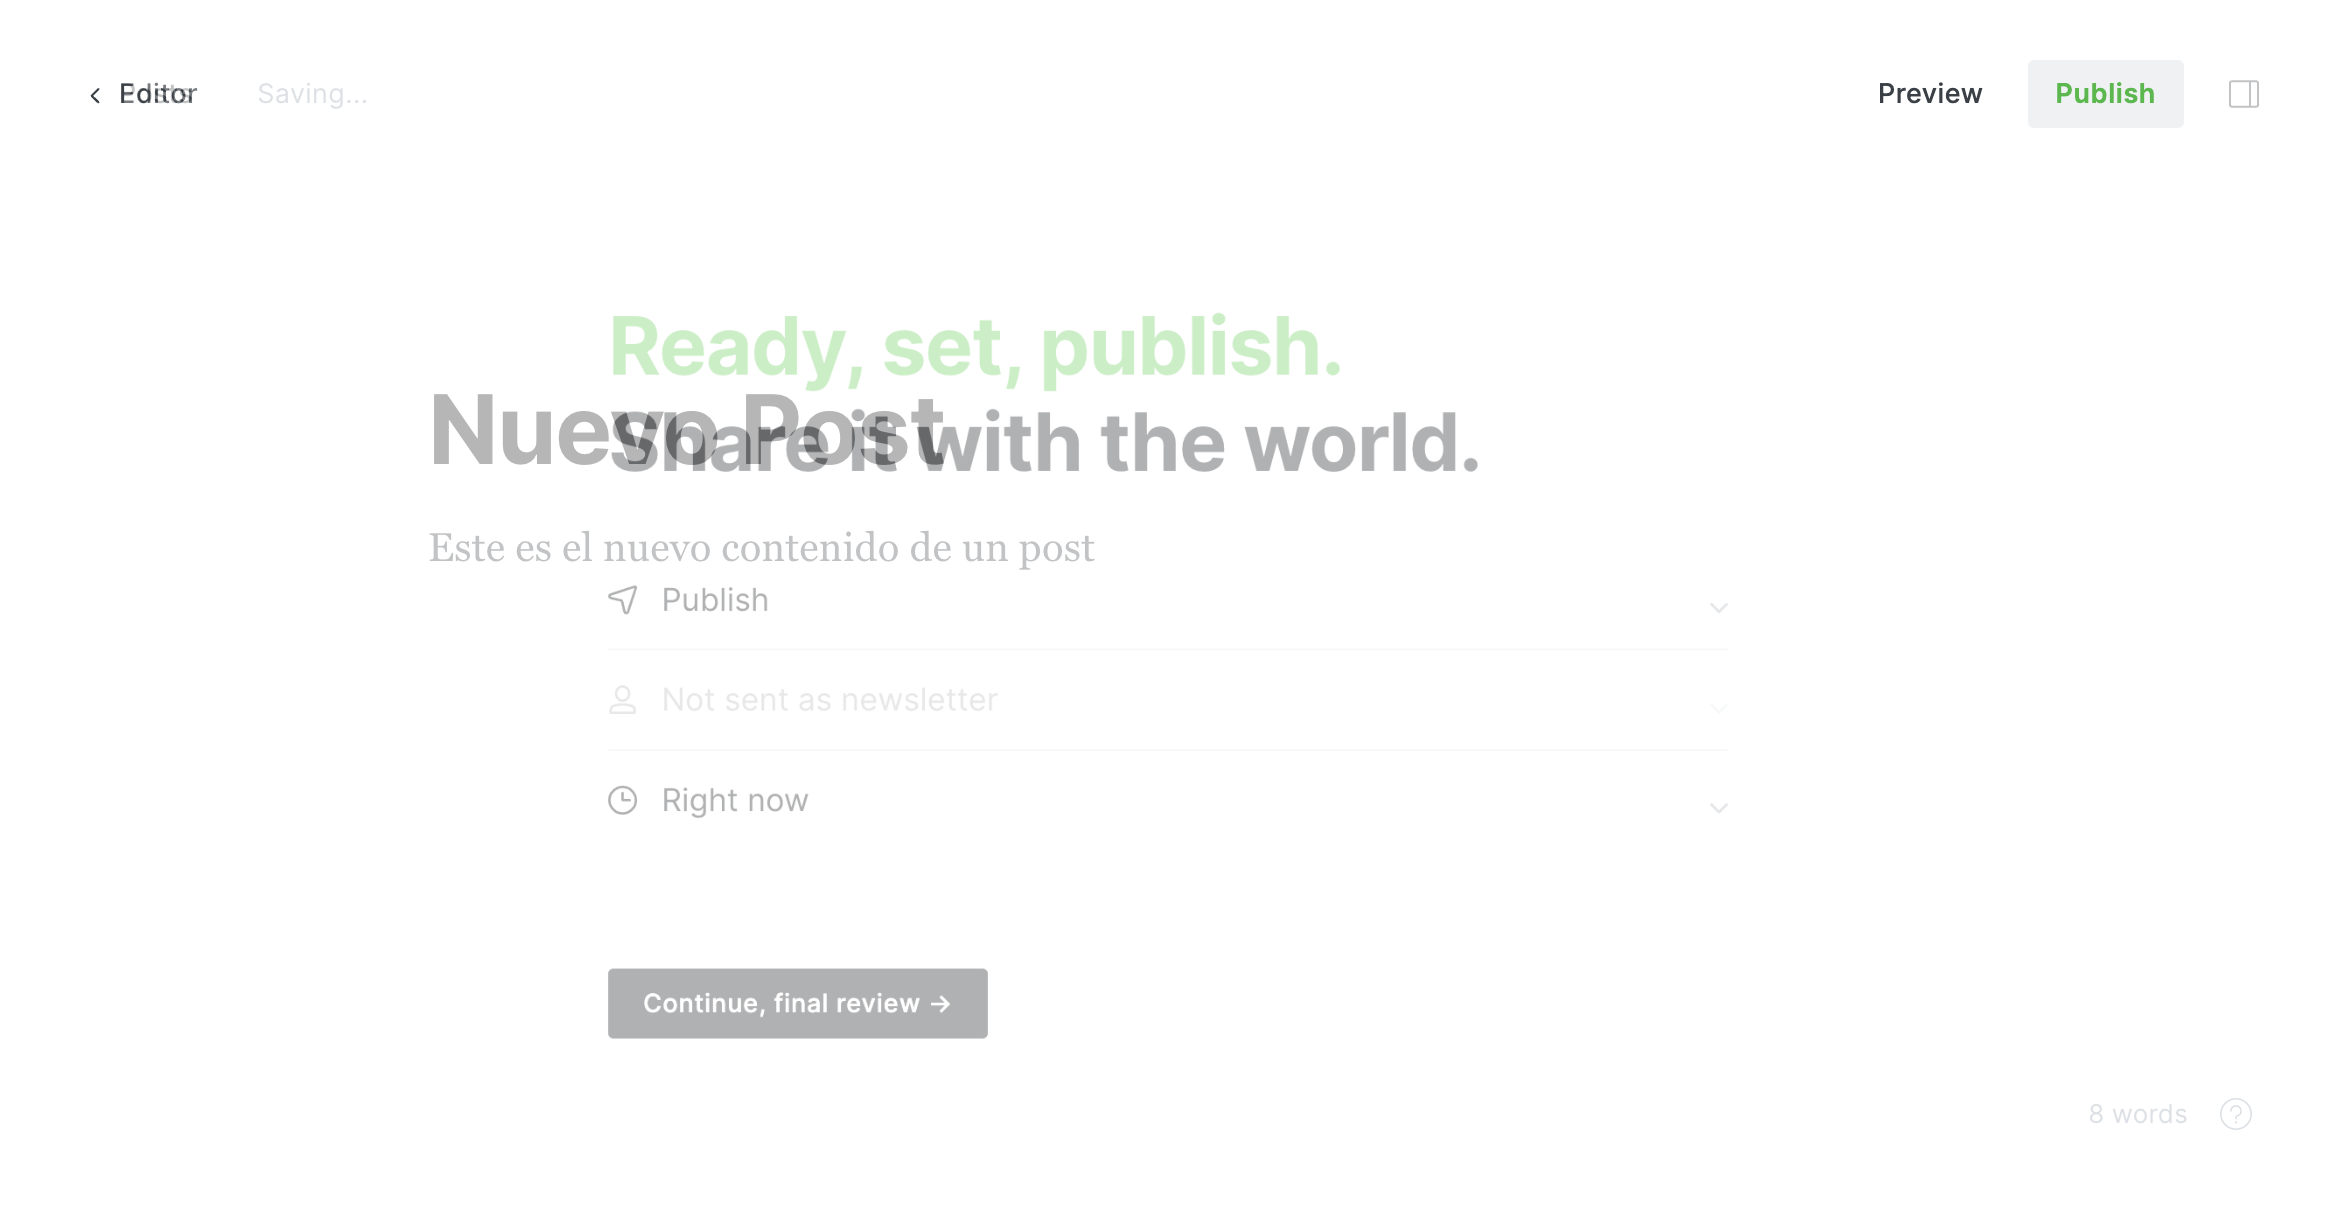 Editor
Saving...
Preview
Publish
Ready, set, publish.
Nuevo Post
Share it with the world.
Este es el nuevo contenido de un post
Publish
Not sent as newsletter
Right now
Continue, final review →
8 words